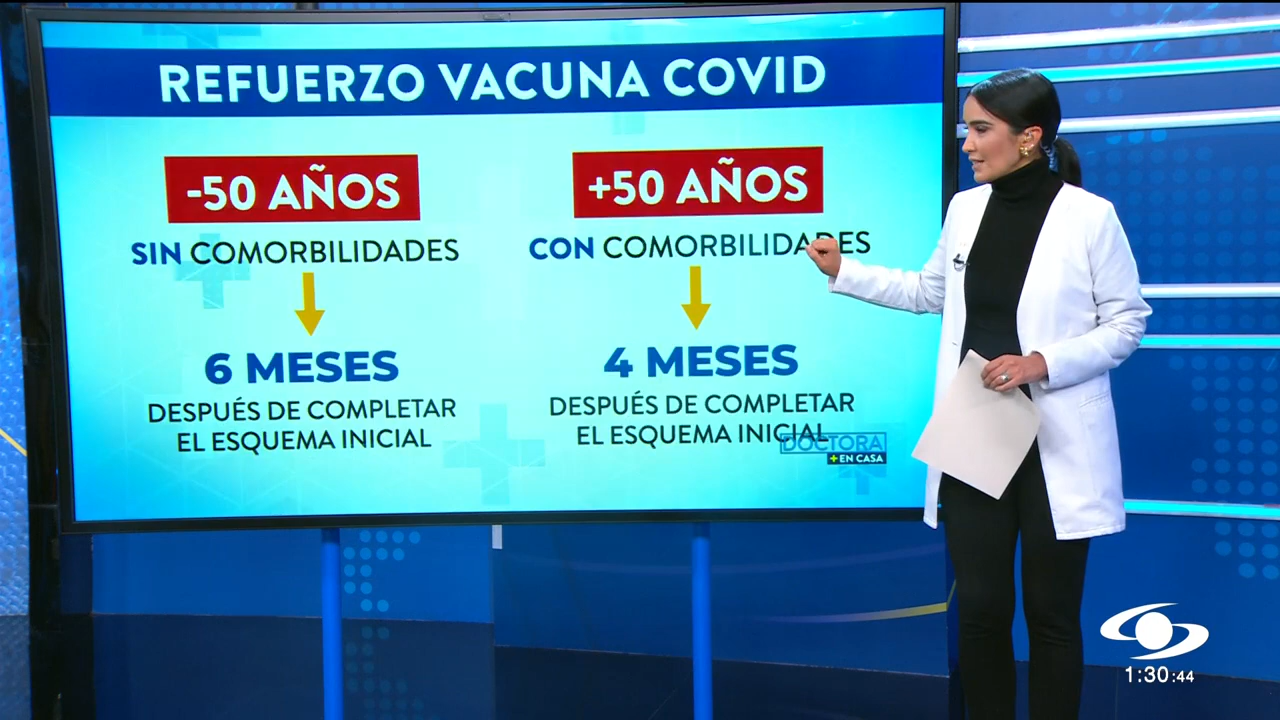 REFUERZO VACUNA COVID
-50 AÑOS
SIN COMORBILIDADES
6 MESES
DESPUÉS DE COMPLETAR
EL ESQUEMA INICIAL
+50 AÑOS
CON COMORBILIDADES
4 MESES
DESPUÉS DE COMPLETAR
EL ESQUEMA INICIAL
DOCTORA
+EN CASA
1:30:44